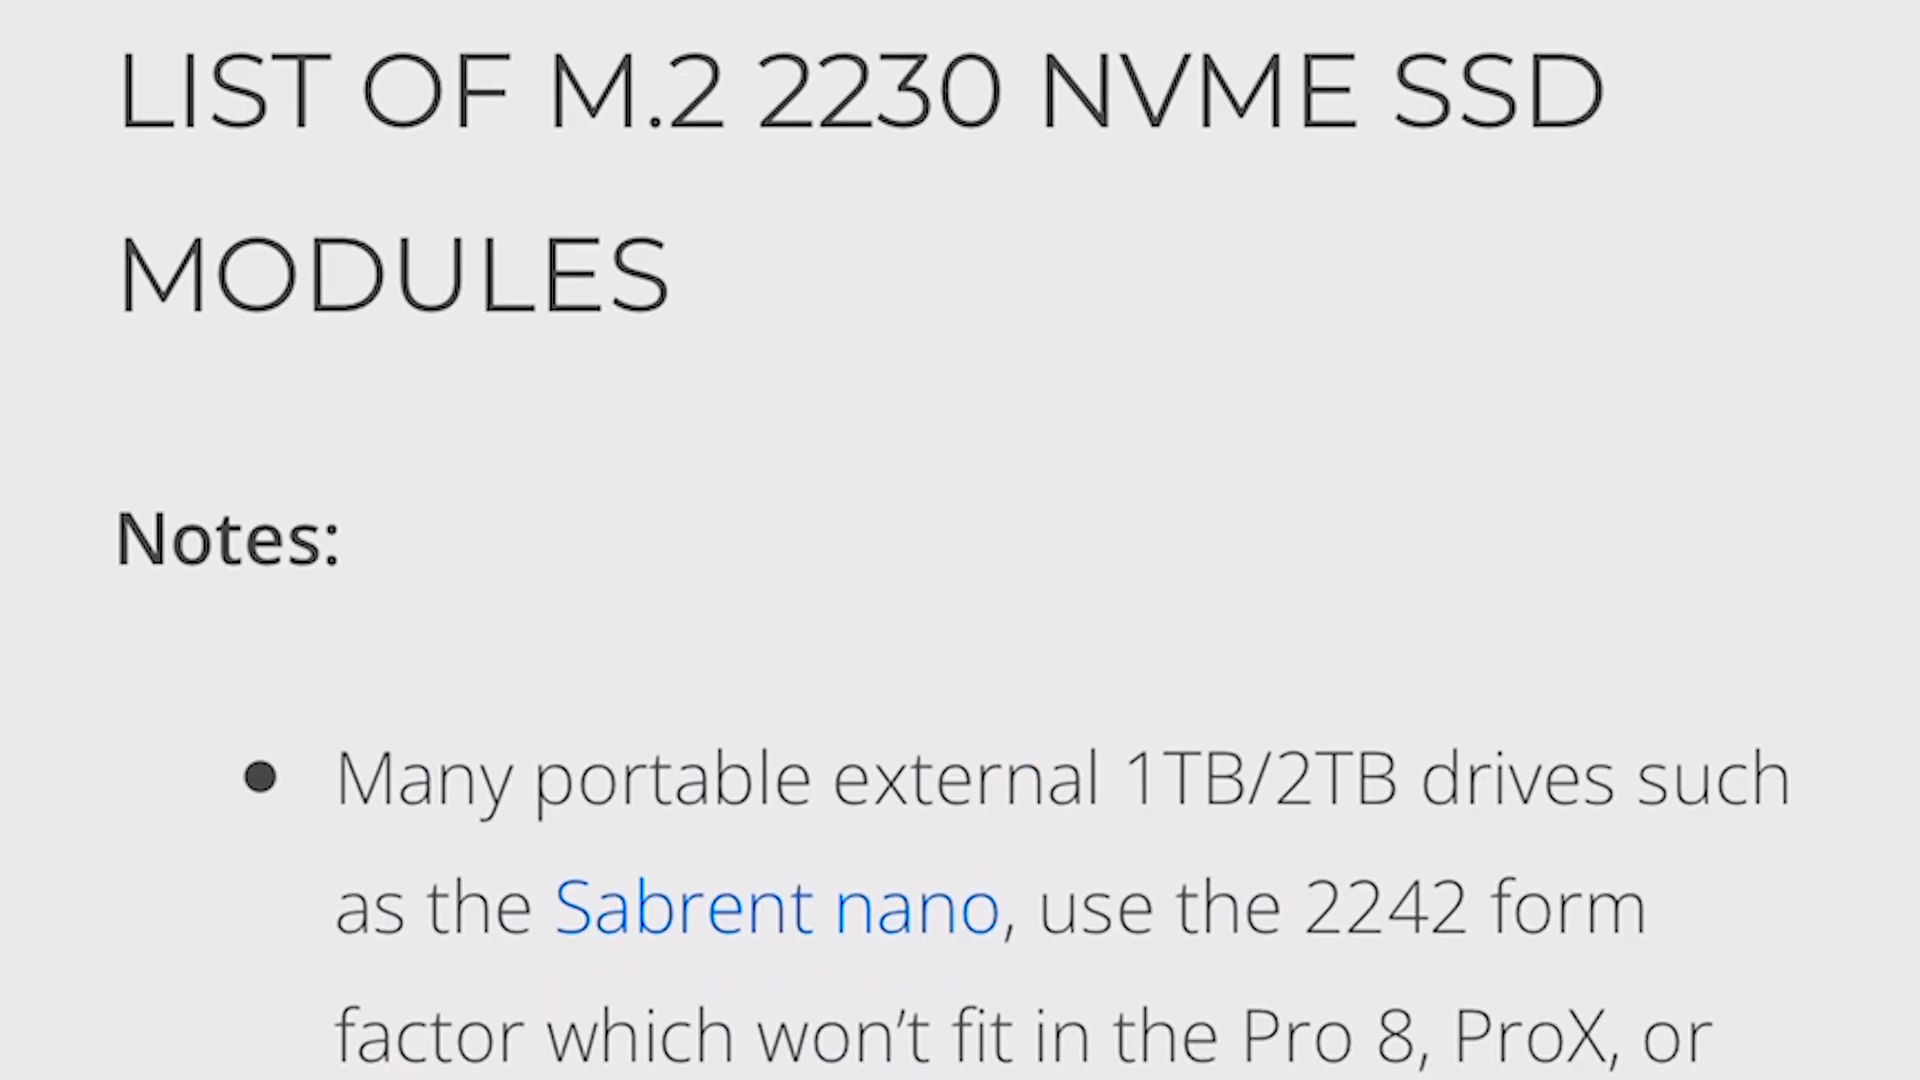 LIST OF M.2 2230 NVME SSD
MODULES
Notes:
• Many portable external 1TB/2TB drives such
as the Sabrent nano, use the 2242 form
factor which won’t fit in the Pro 8, ProX, or